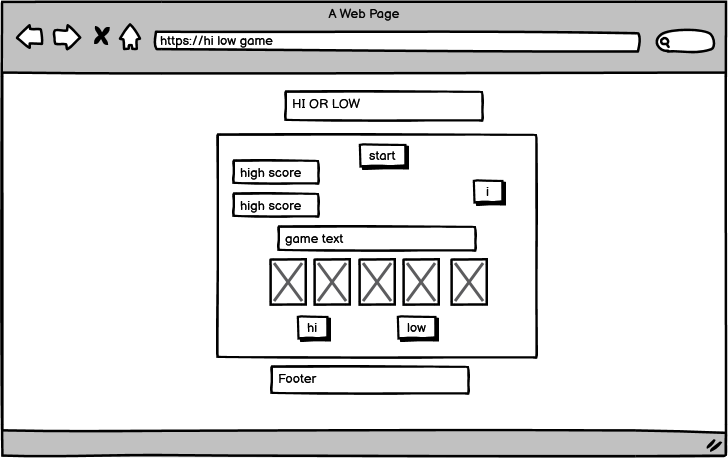 A Web Page
https://hi low game
HI OR LOW
start
high score
i
high score
game text
hi
low
Footer